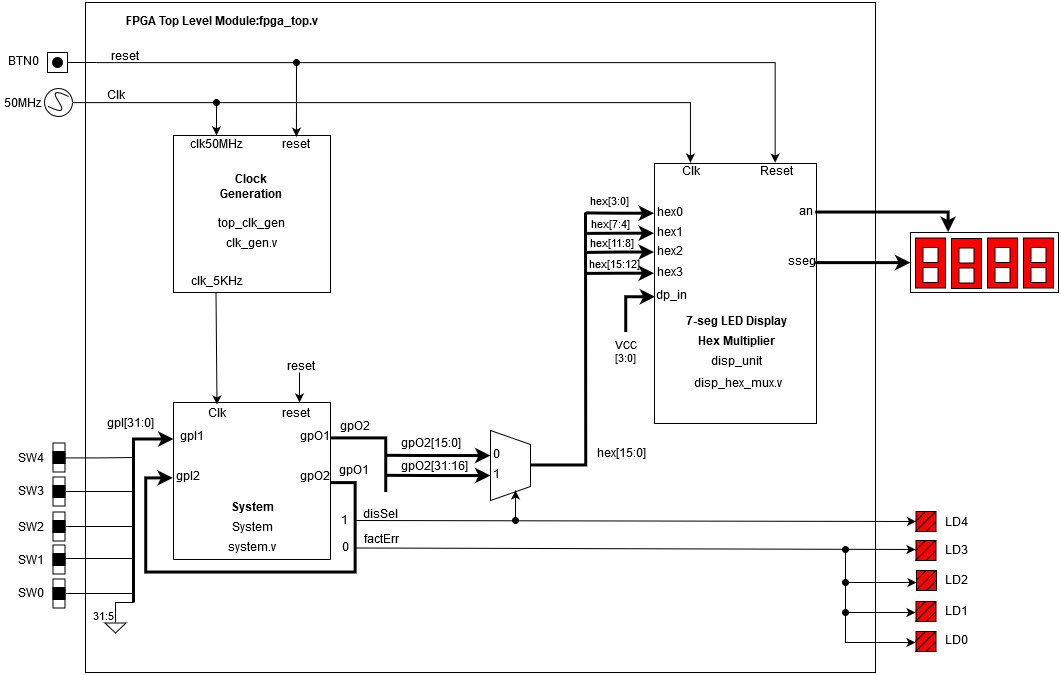 FPGA Top Level Module:fpga_top.v
BTN0
reset
50MHz
Clk
clk50MHz
reset
Clock
Generation
top_clk_gen
clk_gen.v
clk_5KHz
Clk
Reset
hex[3:0]
hex0
hex[7:4]
hex1
hex[11:8]
hex2
hex[15:12]
hex3
dp_in
VCC
[3:0]
an
sseg
7-seg LED Display
Hex Multiplier
disp_unit
disp_hex_mux.v
reset
Clk
reset
gpI[31:0]
gpI1
gpI2
gpO1
gpO2
gpO2
gpO1
System
System
system.v
gpO2[15:0]
gpO2[31:16]
0
1
hex[15:0]
1
disSel
0
factErr
SW4
SW3
SW2
SW1
SW0
31:5
LD4
LD3
LD2
LD1
LD0